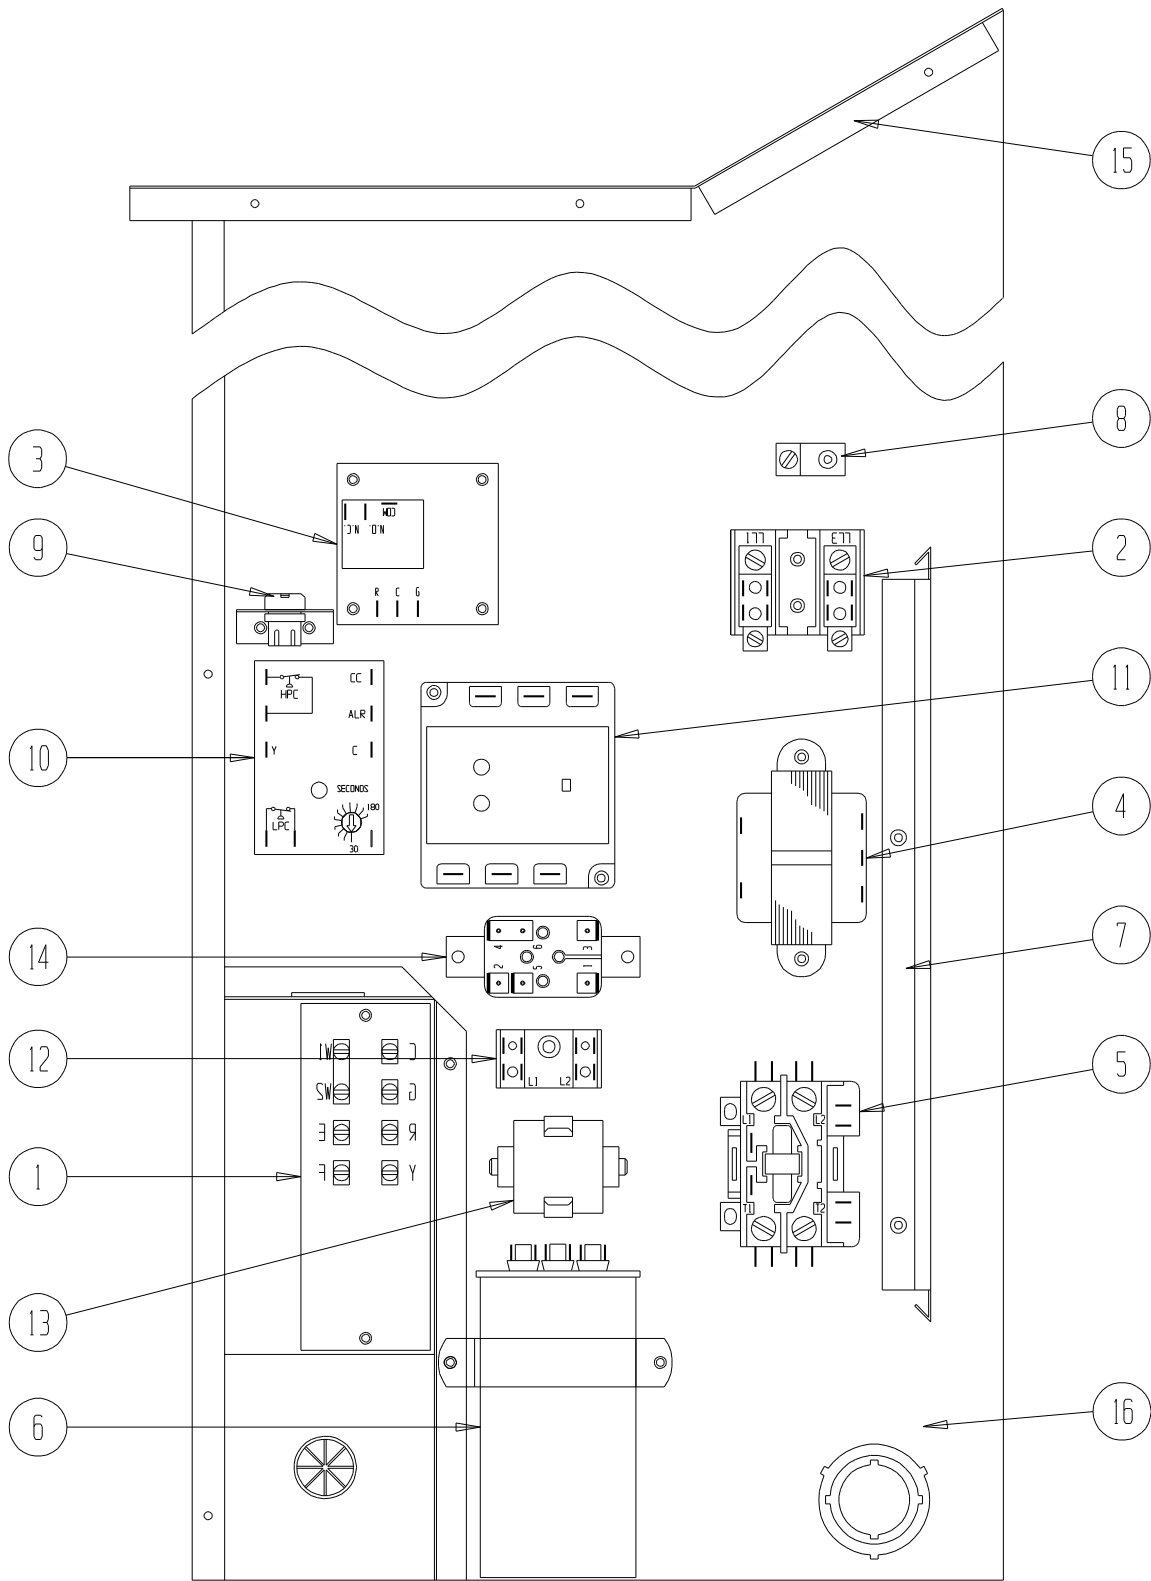 15
8
3
COM
N.C. N.O.
9
2
LL1 LL3
R C G
11
CC
HPC
ALR
10
Y C
SECONDS
180
LPC
30
4
7
14
4 6 3
2 5 1
12
W1 C
L1 L2
5
W2 G
L1 L2
E R
1
F Y
T1 T2
13
6
16